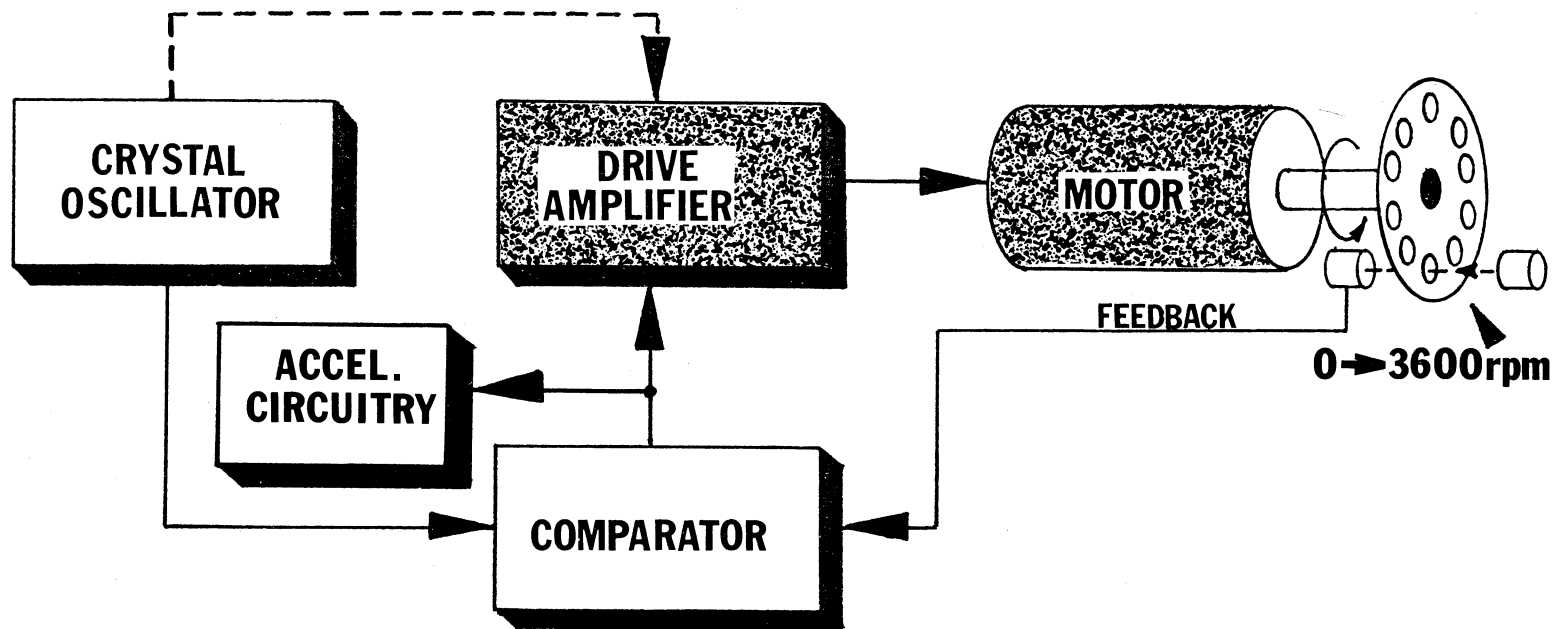 CRYSTAL
OSCILLATOR
DRIVE
AMPLIFIER
MOTOR
FEEDBACK
0→3600rpm
ACCEL.
CIRCUITRY
COMPARATOR